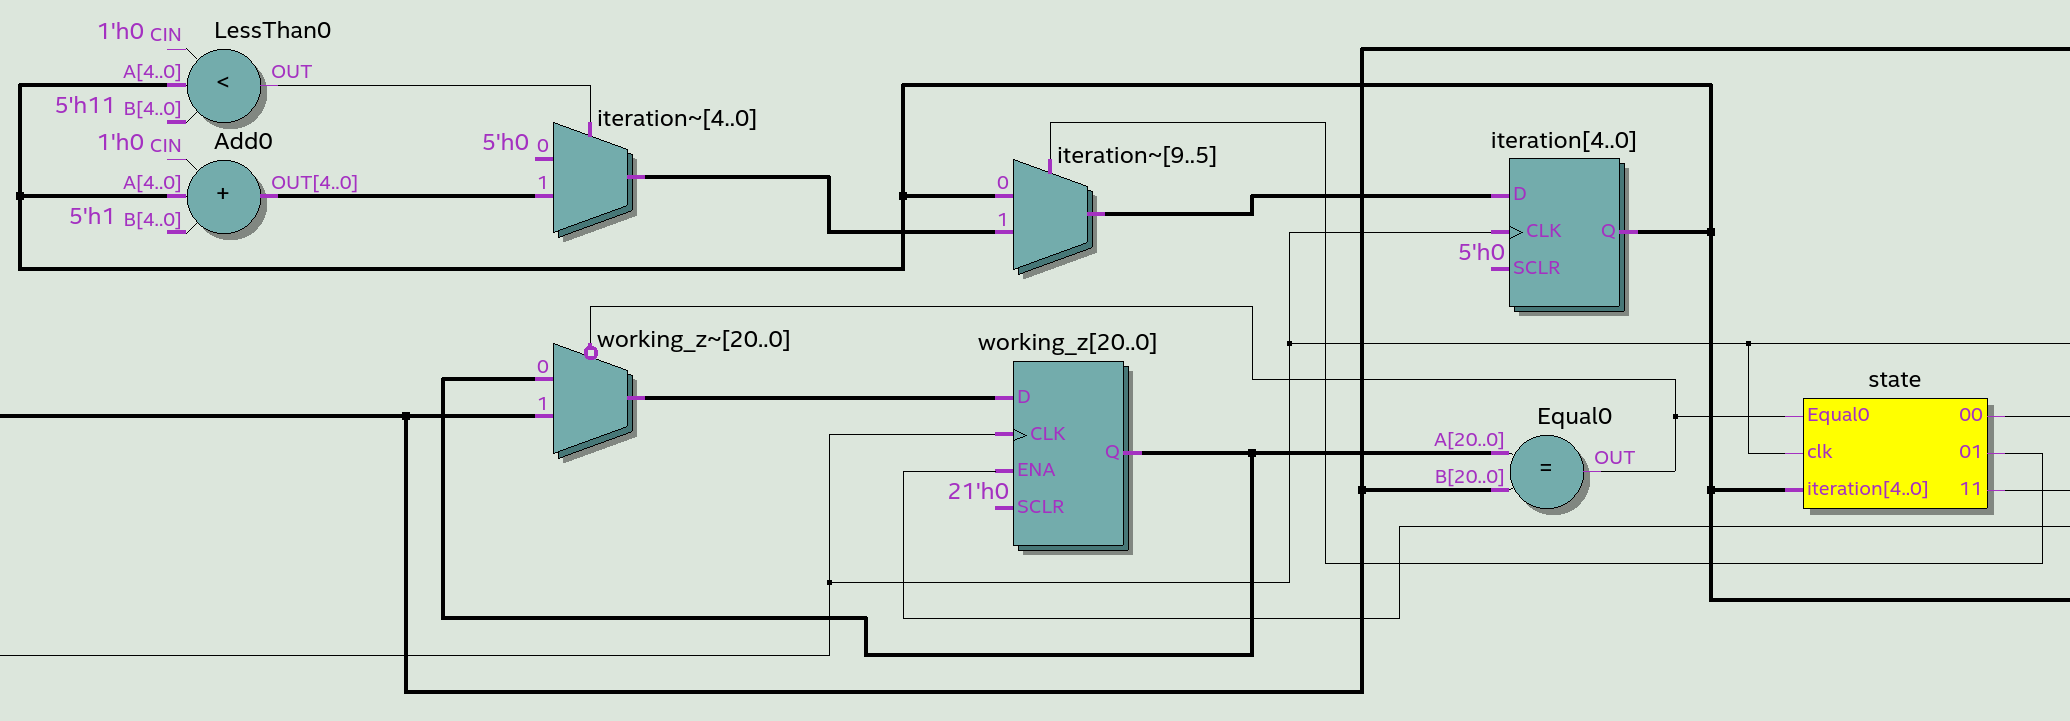 LessThan0
1'h0 CIN
A[4..0]
5'h11 B[4..0]
<
OUT
Add0
1'h0 CIN
A[4..0]
5'h1 B[4..0]
+
OUT[4..0]
iteration~[4..0]
5'h0 0
1
iteration~[9..5]
0
1
iteration[4..0]
D
CLK
Q
5'h0
SCLR
working_z~[20..0]
0
1
working_z[20..0]
D
CLK
Q
ENA
21'h0
SCLR
Equal0
A[20..0]
B[20..0]
=
OUT
state
Equal0 00
clk 01
iteration[4..0] 11